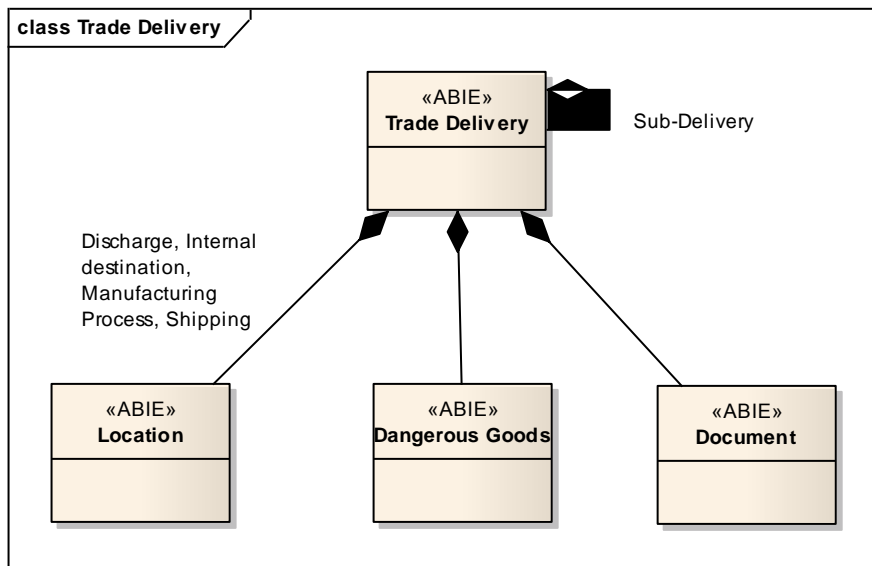 class Trade Delivery
«ABIE»
Trade Delivery
Sub-Delivery
Discharge, Internal
destination,
Manufacturing
Process, Shipping
«ABIE»
Location
«ABIE»
Dangerous Goods
«ABIE»
Document